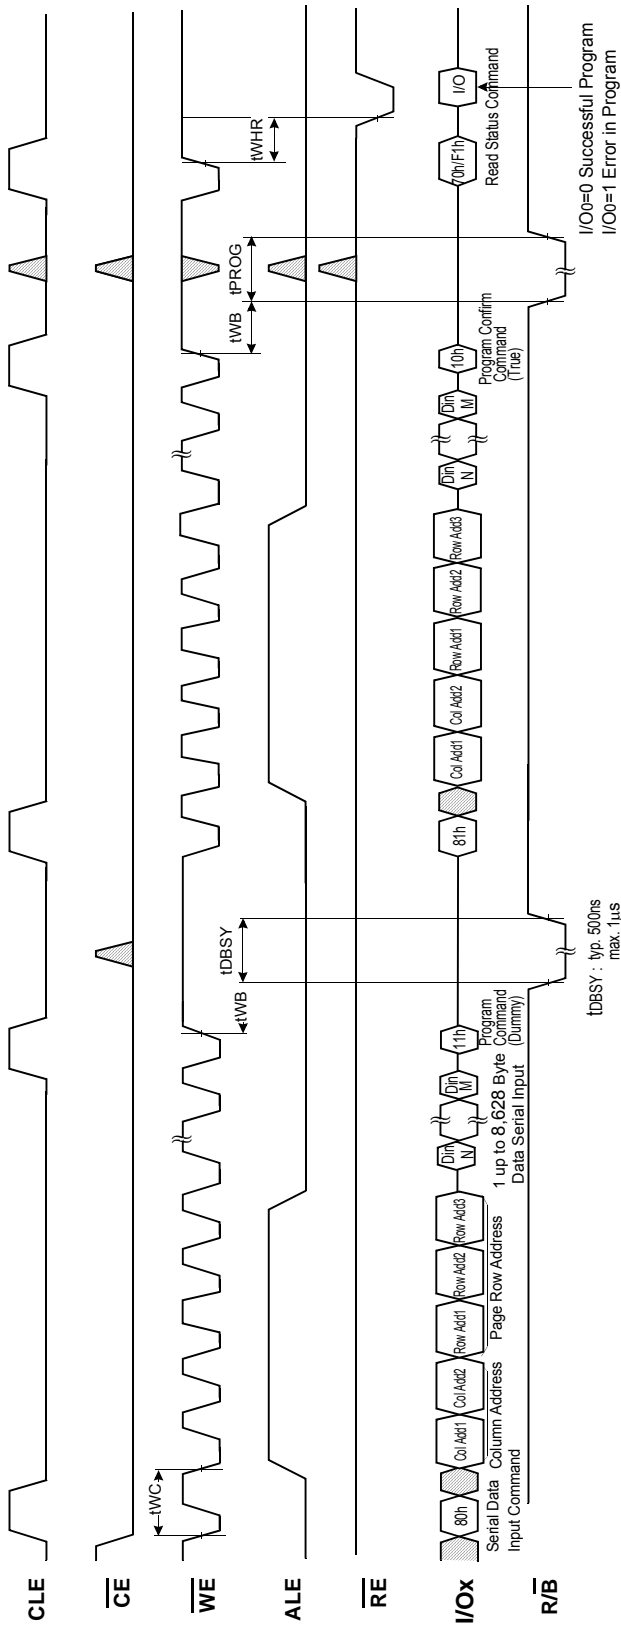 CLE
CE
WE
tWC
tWB
tDBSY
tWB
tPROG
tWHR
ALE
RE
I/Ox
80h
Col Add1
Col Add2
Row Add1
Row Add2
Row Add3
Din
N
Din
M
11h
81h
Col Add1
Col Add2
Row Add1
Row Add2
Row Add3
Din
N
Din
M
10h
70h/F1h
I/O
Serial Data
Input Command
Column Address
Page Row Address
1 up to 8,628 Byte
Data Serial Input
Program
Command
(Dummy)
Program Confirm
Command
(True)
Read Status Command
R/B
tDBSY : typ. 500ns
max. 1μs
I/O0=0 Successful Program
I/O0=1 Error in Program